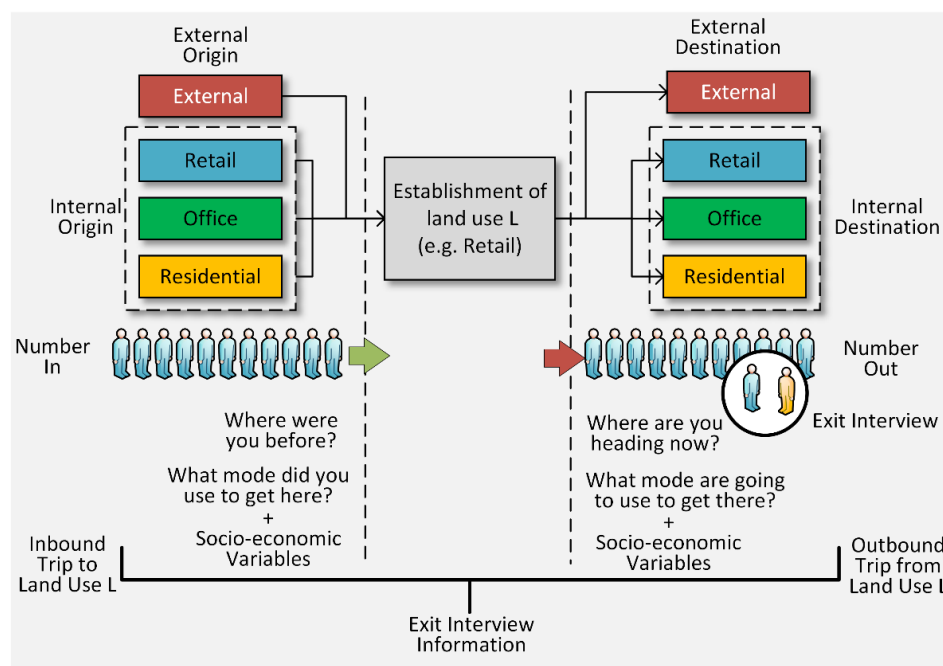 External
Origin
External
Destination
External
External
Retail
Office
Residential
Internal
Origin
Establishment of
land use L
(e.g. Retail)
Retail
Office
Residential
Internal
Destination
Number
In
Number
Out
Exit Interview
Where were
you before?
What mode did you
use to get here?
+
Socio-economic
Variables
Where are you
heading now?
What mode are going
to use to get there?
+
Socio-economic
Variables
Inbound
Trip to
Land Use L
Outbound
Trip from
Land Use L
Exit Interview
Information